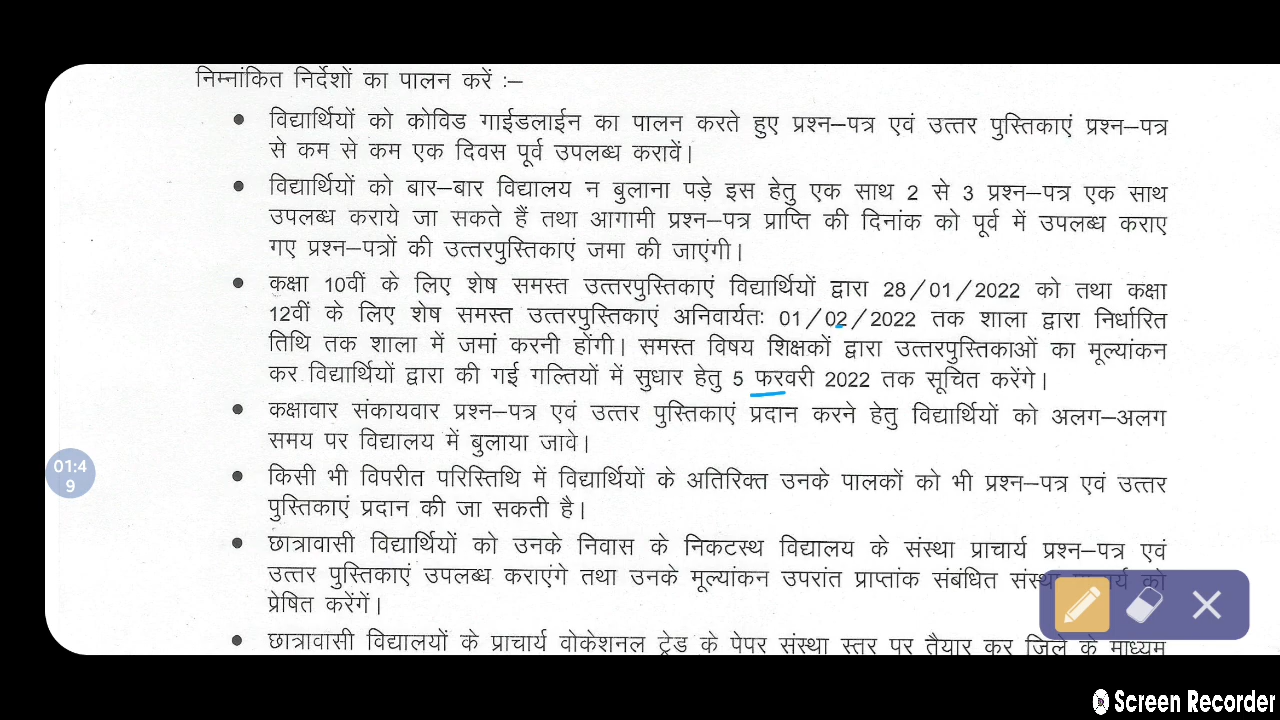 निम्नांकित निर्देशों का पालन करें :–
● विद्यार्थियों को कोविड गाईडलाईन का पालन करते हुए प्रश्न–पत्र एवं उत्तर पुस्तिकाएं प्रश्न–पत्र
से कम से कम एक दिवस पूर्व उपलब्ध करावें।
● विद्यार्थियों को बार–बार विद्यालय न बुलाना पड़े इस हेतु एक साथ 2 से 3 प्रश्न–पत्र एक साथ
उपलब्ध कराये जा सकते हैं तथा आगामी प्रश्न–पत्र प्राप्ति की दिनांक को पूर्व में उपलब्ध कराए
गए प्रश्न–पत्रों की उत्तरपुस्तिकाएं जमा की जाएंगी।
● कक्षा 10वीं के लिए शेष समस्त उत्तरपुस्तिकाएं विद्यार्थियों द्वारा 28/01/2022 को तथा कक्षा
12वीं के लिए शेष समस्त उत्तरपुस्तिकाएं अनिवार्यतः 01/02/2022 तक शाला द्वारा निर्धारित
तिथि तक शाला में जमां करनी होंगी। समस्त विषय शिक्षकों द्वारा उत्तरपुस्तिकाओं का मूल्यांकन
कर विद्यार्थियों द्वारा की गई गल्तियों में सुधार हेतु 5 फरवरी 2022 तक सूचित करेंगे।
● कक्षावार संकायवार प्रश्न–पत्र एवं उत्तर पुस्तिकाएं प्रदान करने हेतु विद्यार्थियों को अलग–अलग
समय पर विद्यालय में बुलाया जावे।
● किसी भी विपरीत परिस्तिथि में विद्यार्थियों के अतिरिक्त उनके पालकों को भी प्रश्न–पत्र एवं उत्तर
पुस्तिकाएं प्रदान की जा सकती है।
● छात्रावासी विद्यार्थियों को उनके निवास के निकटस्थ विद्यालय के संस्था प्राचार्य प्रश्न–पत्र एवं
उत्तर पुस्तिकाएं उपलब्ध कराएंगे तथा उनके मूल्यांकन उपरांत प्राप्तांक संबंधित संस्था प्राचार्य को
प्रेषित करेंगें।
● छात्रावासी विद्यालयों के प्राचार्य वोकेशनल ट्रेड के पेपर संस्था स्तर पर तैयार कर जिले के माध्यम
01:4
9
Screen Recorder